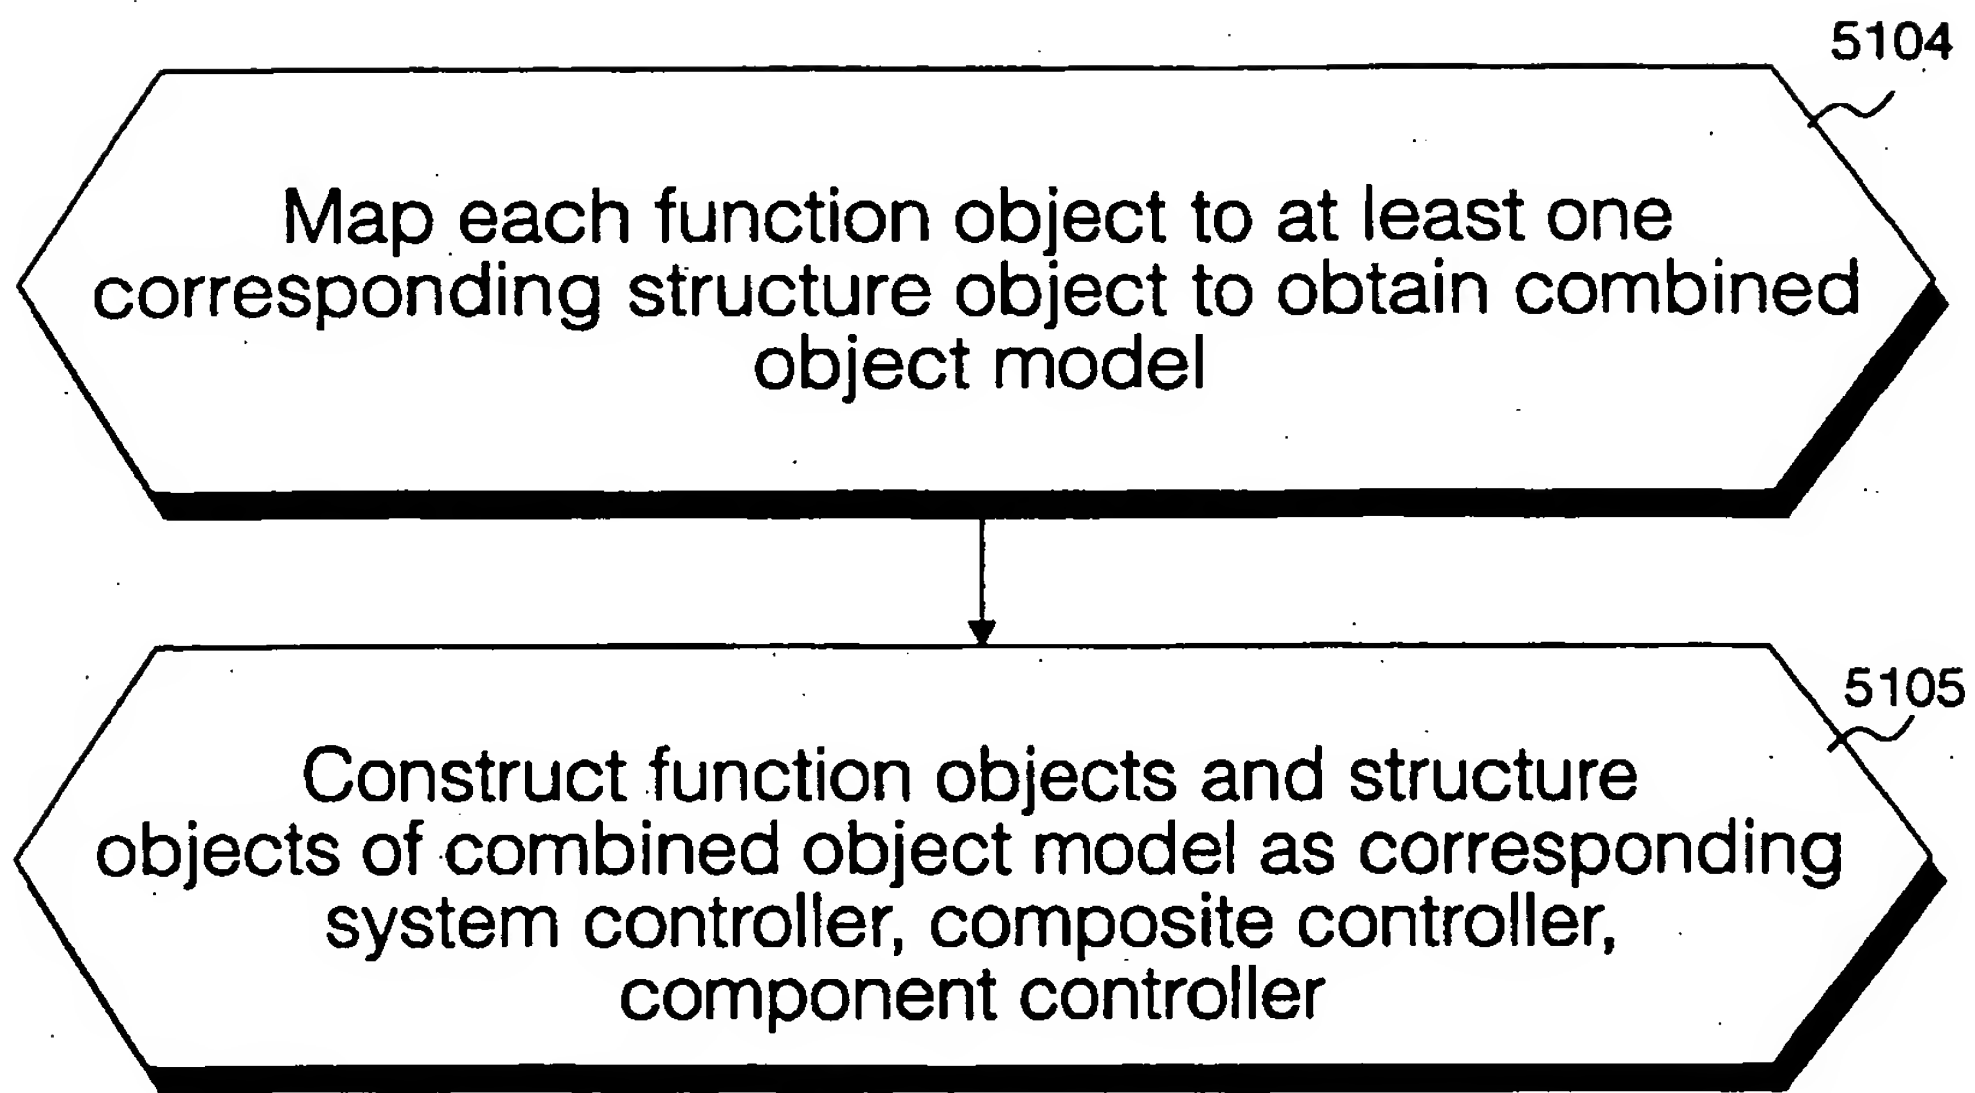 5104
Map each function object to at least one
corresponding structure object to obtain combined
object model
5105
Construct function objects and structure
objects of combined object model as corresponding
system controller, composite controller,
component controller